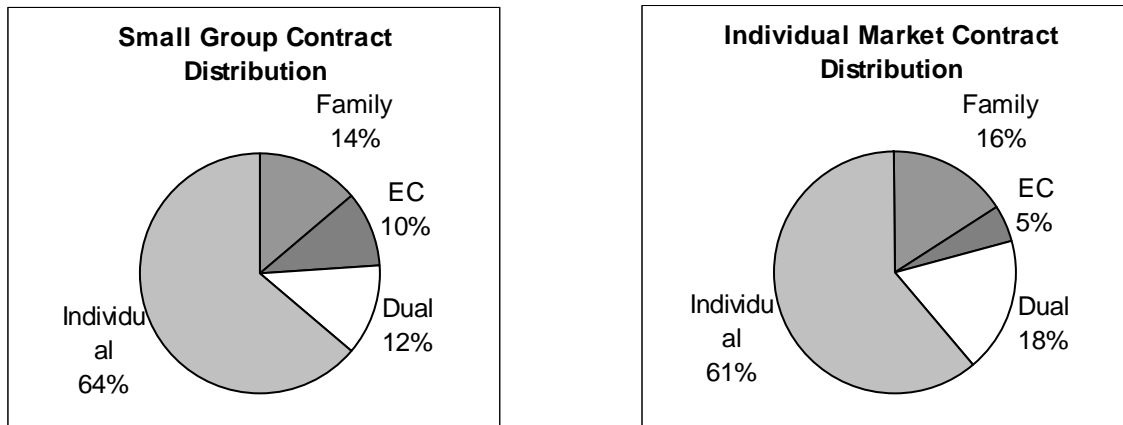 Small Group Contract
Distribution
Family
14%
EC
10%
Dual
12%
Individu
al
64%
Individual Market Contract
Distribution
Family
16%
EC
5%
Dual
18%
Individu
al
61%